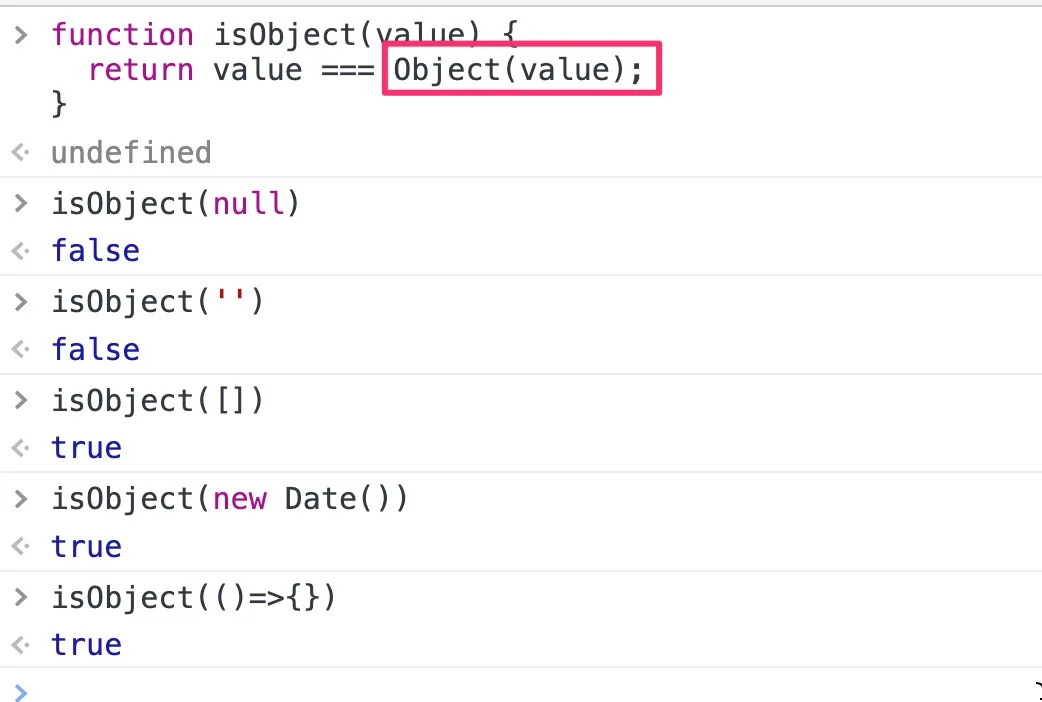 > function isObject(value) {
return value === Object(value);
}
<· undefined
> isObject(null)
<· false
> isObject('')
<· false
> isObject([])
<· true
> isObject(new Date())
<· true
> isObject(()=>{})
<· true
>